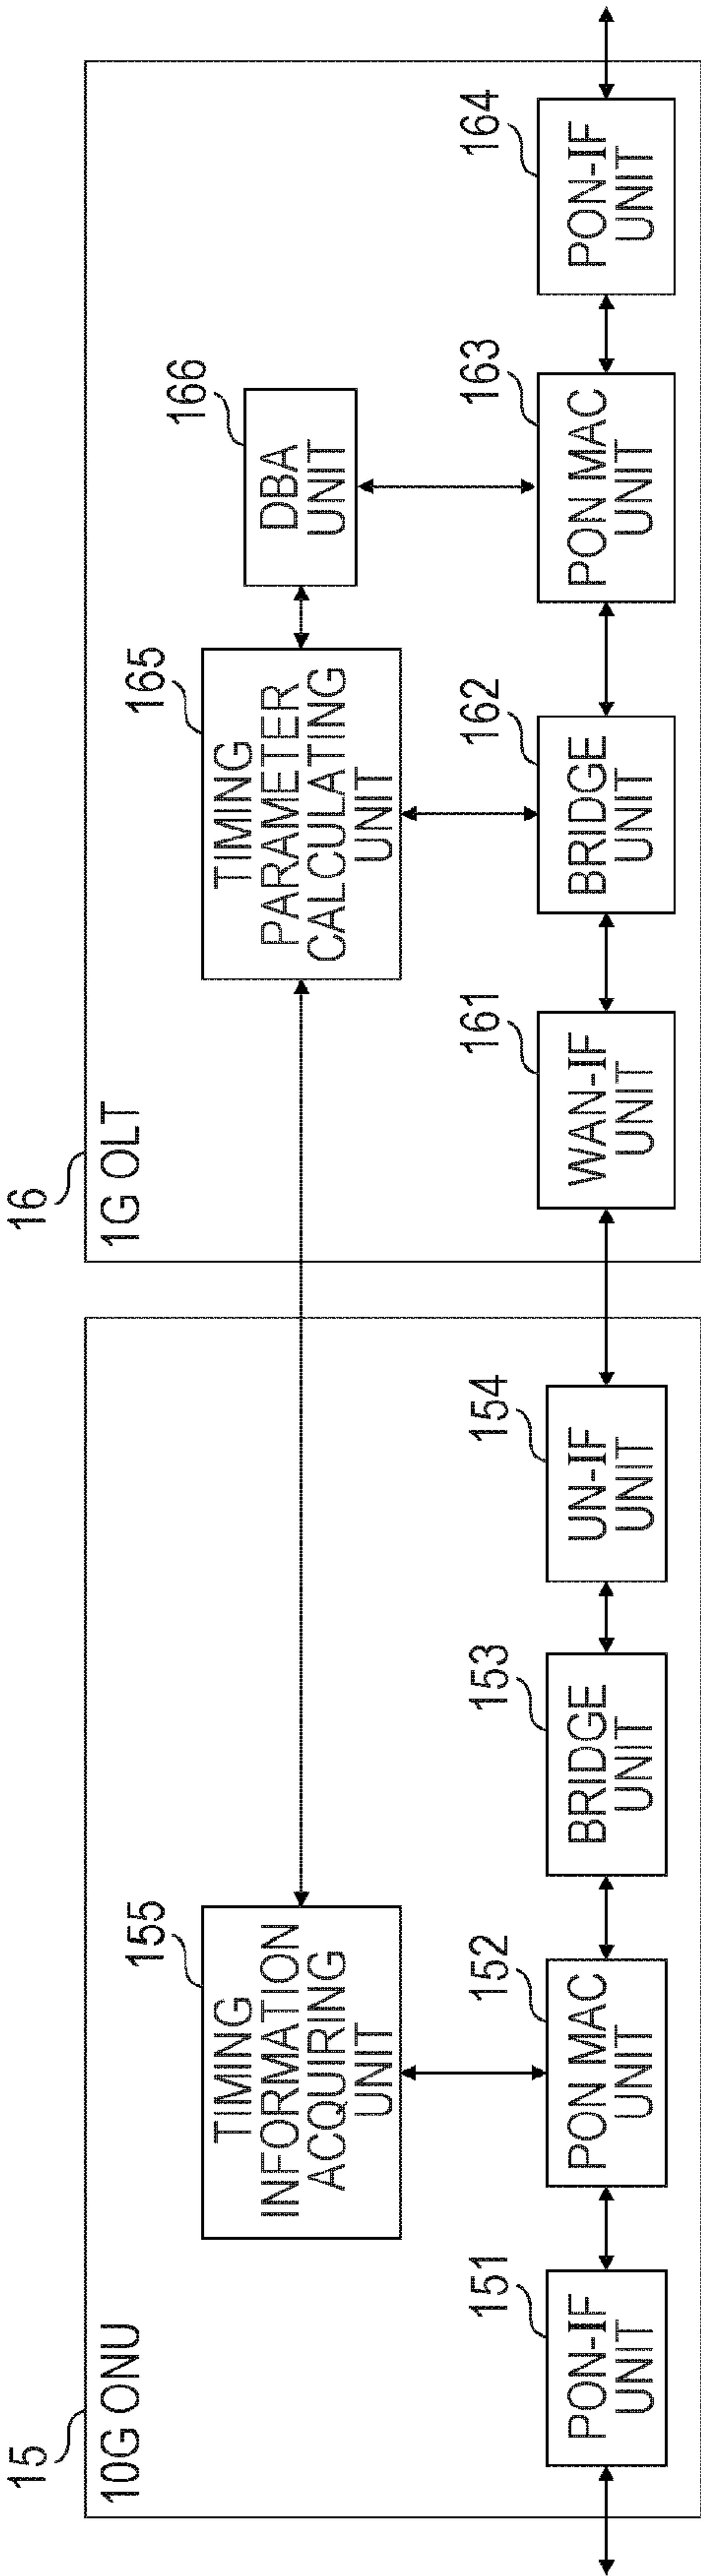 15
10G ONU
155
TIMING
INFORMATION
ACQUIRING
UNIT
151
PON-IF
UNIT
152
PON MAC
UNIT
153
BRIDGE
UNIT
154
UN-IF
UNIT
16
1G OLT
165
TIMING
PARAMETER
CALCULATING
UNIT
166
DBA
UNIT
161
WAN-IF
UNIT
162
BRIDGE
UNIT
163
PON MAC
UNIT
164
PON-IF
UNIT